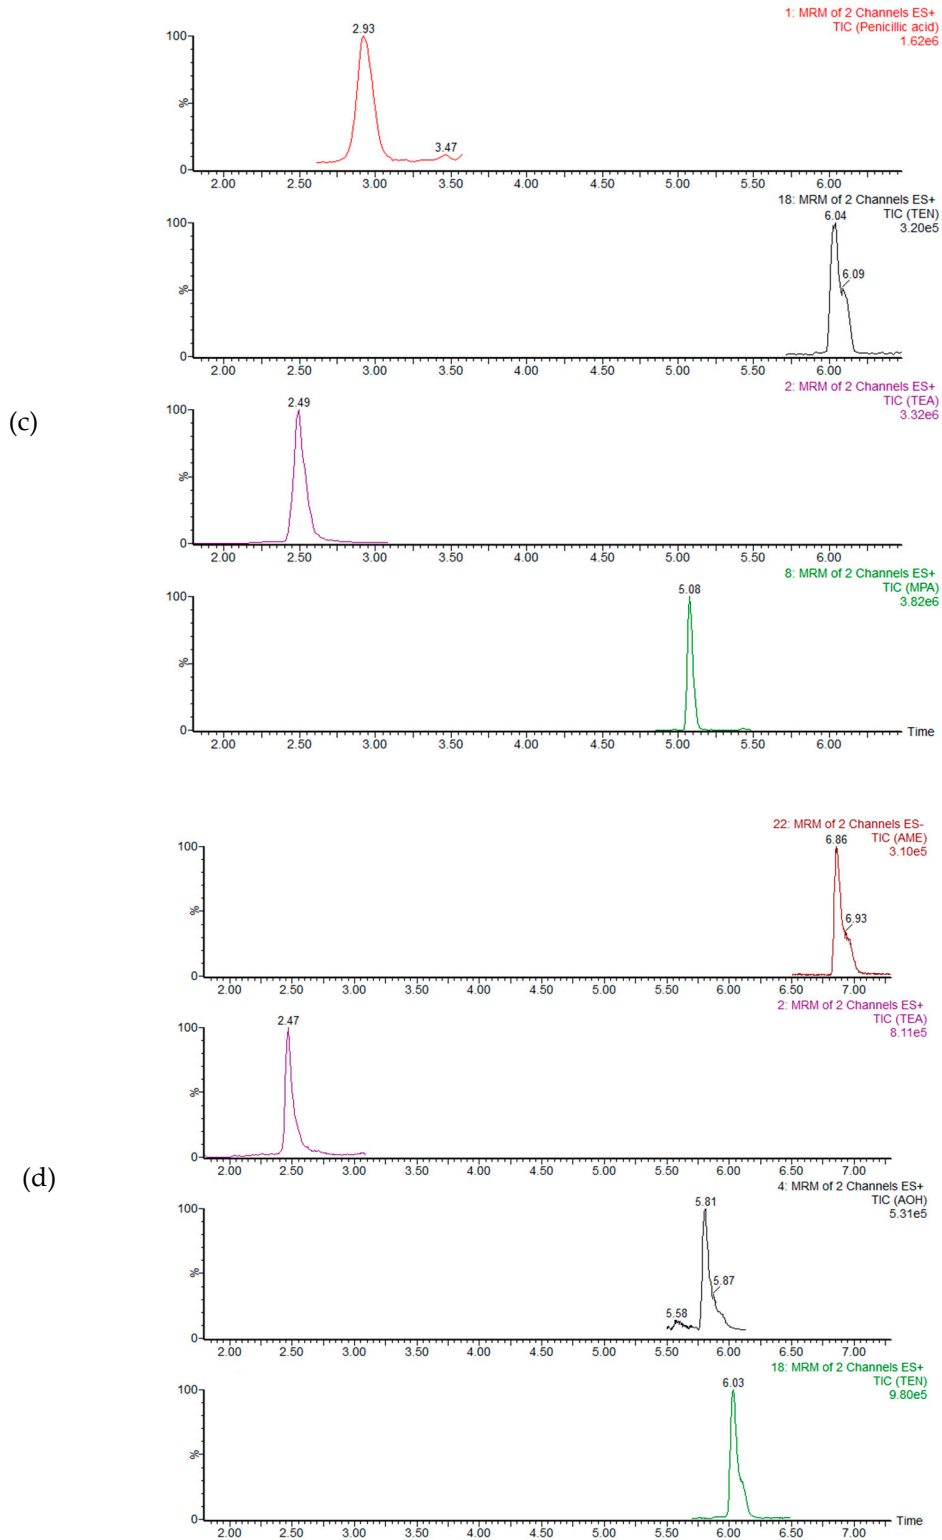 1: MRM of 2 Channels ES+
TIC (Penicillic acid)
1.62e6
100
%
0
2.93
3.47
2.00 2.50 3.00 3.50 4.00 4.50 5.00 5.50 6.00
18: MRM of 2 Channels ES+
TIC (TEN)
3.20e5
100
%
0
6.04
6.09
2.00 2.50 3.00 3.50 4.00 4.50 5.00 5.50 6.00
(c)
2: MRM of 2 Channels ES+
TIC (TEA)
3.32e6
100
%
0
2.49
2.00 2.50 3.00 3.50 4.00 4.50 5.00 5.50 6.00
8: MRM of 2 Channels ES+
TIC (MPA)
3.82e6
100
%
0
5.08
2.00 2.50 3.00 3.50 4.00 4.50 5.00 5.50 6.00
Time
22: MRM of 2 Channels ES-
TIC (AME)
3.10e5
100
%
0
6.86
6.93
2.00 2.50 3.00 3.50 4.00 4.50 5.00 5.50 6.00 6.50 7.00
2: MRM of 2 Channels ES+
TIC (TEA)
8.11e5
100
%
0
2.47
2.00 2.50 3.00 3.50 4.00 4.50 5.00 5.50 6.00 6.50 7.00
(d)
4: MRM of 2 Channels ES+
TIC (AOH)
5.31e5
100
%
0
5.81
5.87
5.58
2.00 2.50 3.00 3.50 4.00 4.50 5.00 5.50 6.00 6.50 7.00
18: MRM of 2 Channels ES+
TIC (TEN)
9.80e5
100
%
0
6.03
2.00 2.50 3.00 3.50 4.00 4.50 5.00 5.50 6.00 6.50 7.00
Time